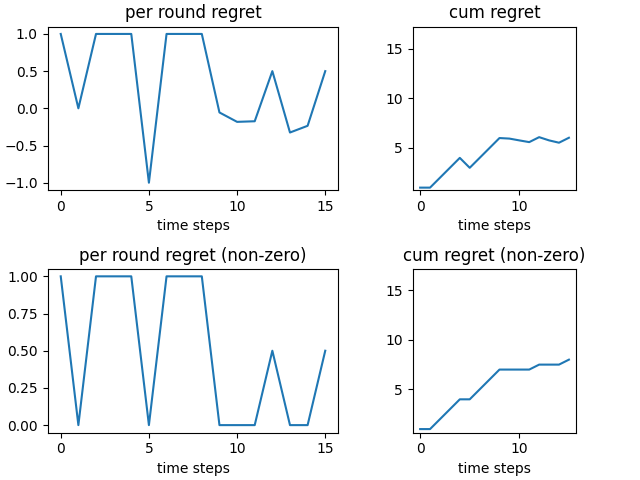 per round regret
1.0
0.5
0.0
−0.5
−1.0
0 5 10 15
time steps
cum regret
15
10
5
0 10
time steps
per round regret (non-zero)
1.00
0.75
0.50
0.25
0.00
0 5 10 15
time steps
cum regret (non-zero)
15
10
5
0 10
time steps